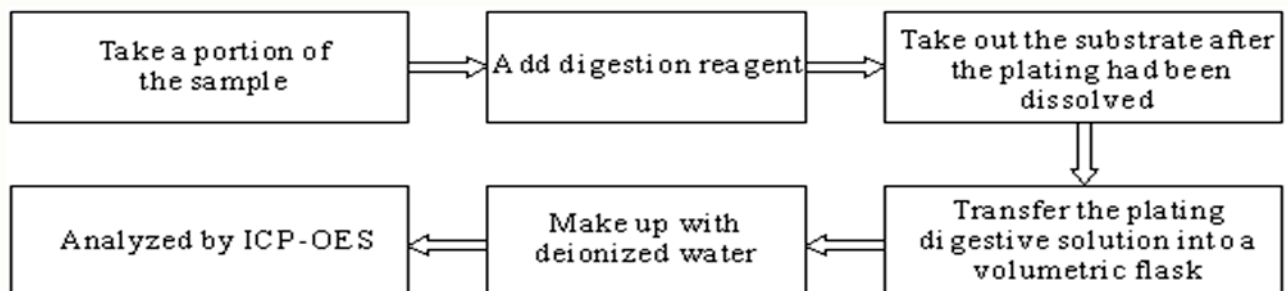 Take a portion of
the sample
Add digestion reagent
Take out the substrate after
the plating had been
dissolved
Transfer the plating
digestive solution into a
volumetric flask
Make up with
deionized water
Analyzed by ICP-OES